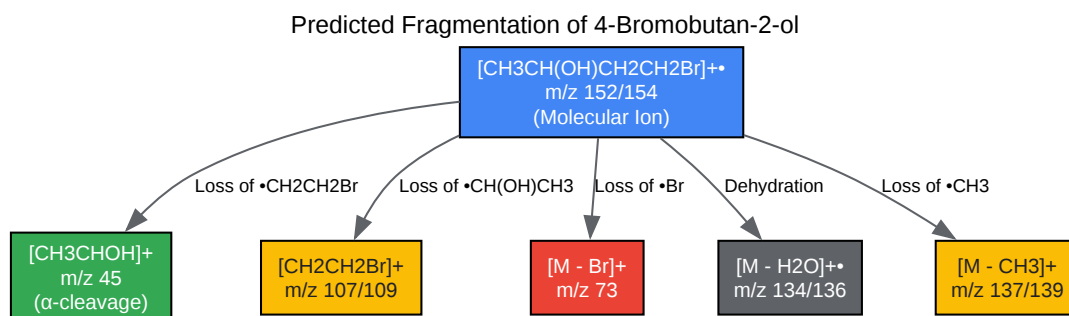 Predicted Fragmentation of 4-Bromobutan-2-ol
[CH3CH(OH)CH2CH2Br]+•
m/z 152/154
(Molecular Ion)
Loss of •CH2CH2Br
Loss of •CH(OH)CH3
Loss of •Br
Dehydration
Loss of •CH3
[CH3CHOH]+
m/z 45
(α-cleavage)
[CH2CH2Br]+
m/z 107/109
[M - Br]+
m/z 73
[M - H2O]+•
m/z 134/136
[M - CH3]+
m/z 137/139